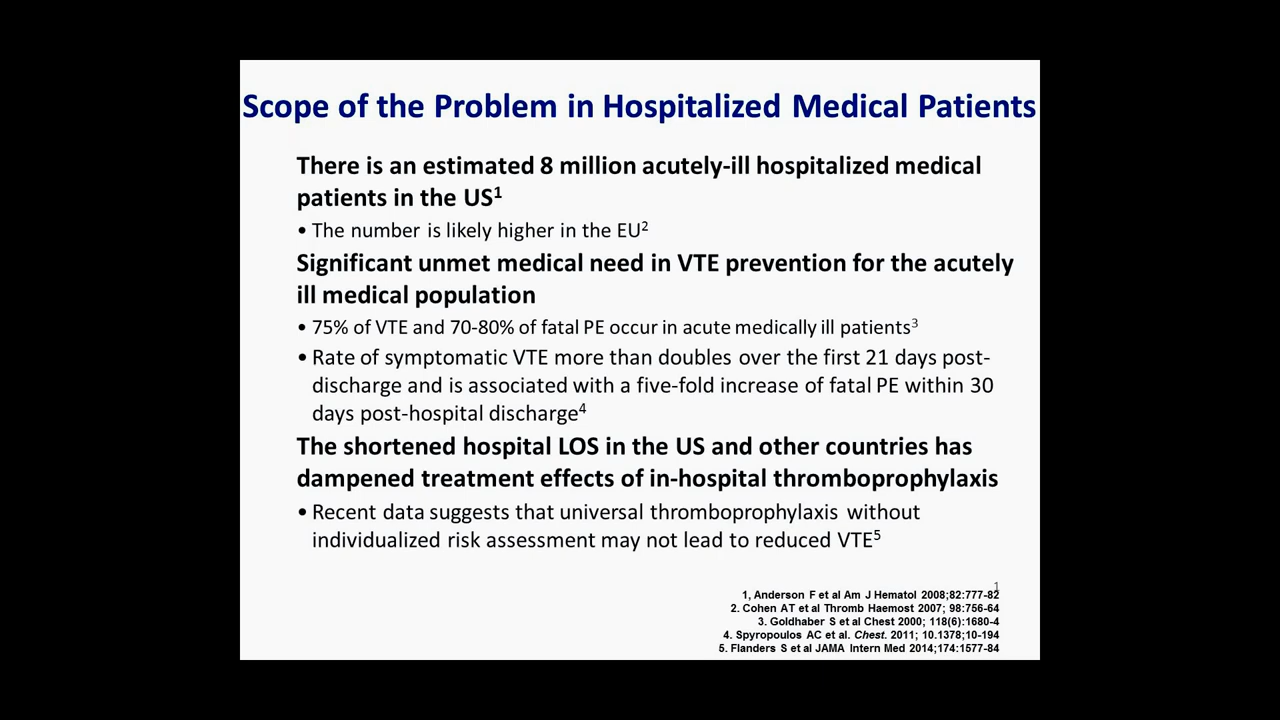 Scope of the Problem in Hospitalized Medical Patients
There is an estimated 8 million acutely-ill hospitalized medical
patients in the US1
• The number is likely higher in the EU2
Significant unmet medical need in VTE prevention for the acutely
ill medical population
• 75% of VTE and 70-80% of fatal PE occur in acute medically ill patients3
• Rate of symptomatic VTE more than doubles over the first 21 days post-
discharge and is associated with a five-fold increase of fatal PE within 30
days post-hospital discharge4
The shortened hospital LOS in the US and other countries has
dampened treatment effects of in-hospital thromboprophylaxis
• Recent data suggests that universal thromboprophylaxis without
individualized risk assessment may not lead to reduced VTE5
1
1, Anderson F et al Am J Hematol 2008;82:777-82
2. Cohen AT et al Thromb Haemost 2007; 98:756-64
3. Goldhaber S et al Chest 2000; 118(6):1680-4
4. Spyropoulos AC et al. Chest. 2011; 10.1378;10-194
5. Flanders S et al JAMA Intern Med 2014;174:1577-84